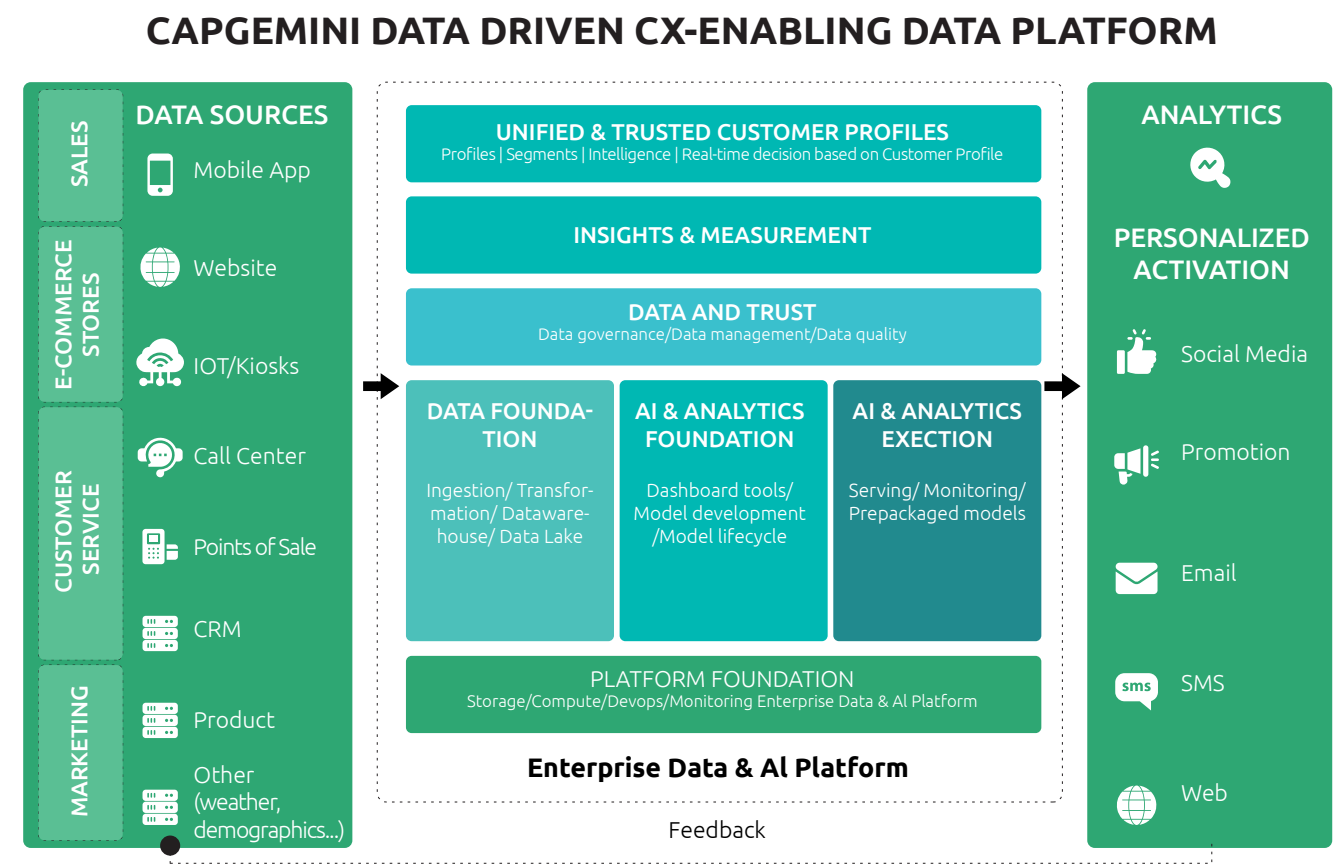 CAPGEMINI DATA DRIVEN CX-ENABLING DATA PLATFORM
SALES
E-COMMERCE
STORES
CUSTOMER
SERVICE
MARKETING
DATA SOURCES
Mobile App
Website
IOT/Kiosks
Call Center
Points of Sale
CRM
Product
Other
(weather,
demographics...)
UNIFIED & TRUSTED CUSTOMER PROFILES
Profiles | Segments | Intelligence | Real-time decision based on Customer Profile
INSIGHTS & MEASUREMENT
DATA AND TRUST
Data governance/Data management/Data quality
DATA FOUNDA-
TION
Ingestion/ Transfor-
mation/ Dataware-
house/ Data Lake
AI & ANALYTICS
FOUNDATION
Dashboard tools/
Model development
/Model lifecycle
AI & ANALYTICS
EXECTION
Serving/ Monitoring/
Prepackaged models
PLATFORM FOUNDATION
Storage/Compute/Devops/Monitoring Enterprise Data & Al Platform
Enterprise Data & Al Platform
Feedback
ANALYTICS
PERSONALIZED
ACTIVATION
Social Media
Promotion
Email
sms
SMS
Web